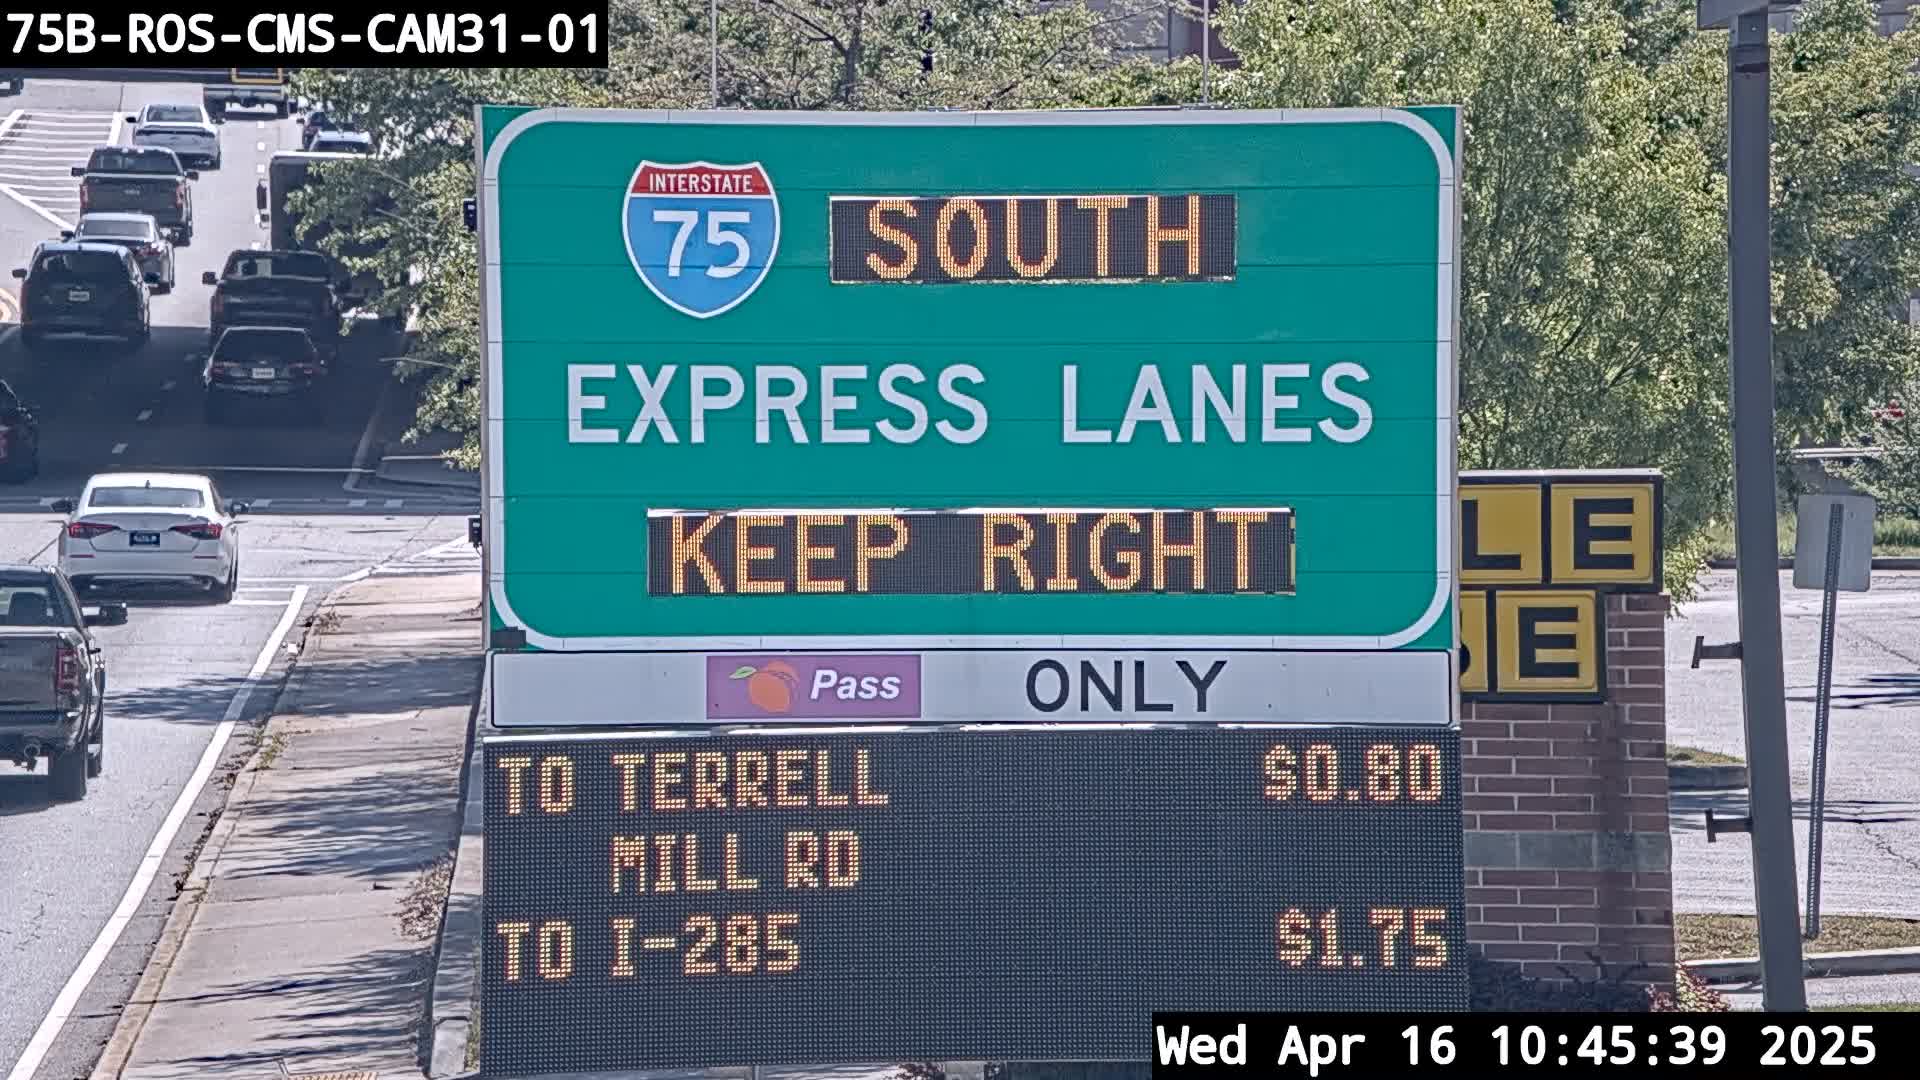 75B-ROS-CMS-CAM31-01
INTERSTATE
75
SOUTH
EXPRESS LANES
KEEP RIGHT
Pass ONLY
TO TERRELL $0.80
MILL RD
TO I-285 $1.75
LE
E
Wed Apr 16 10:45:39 2025